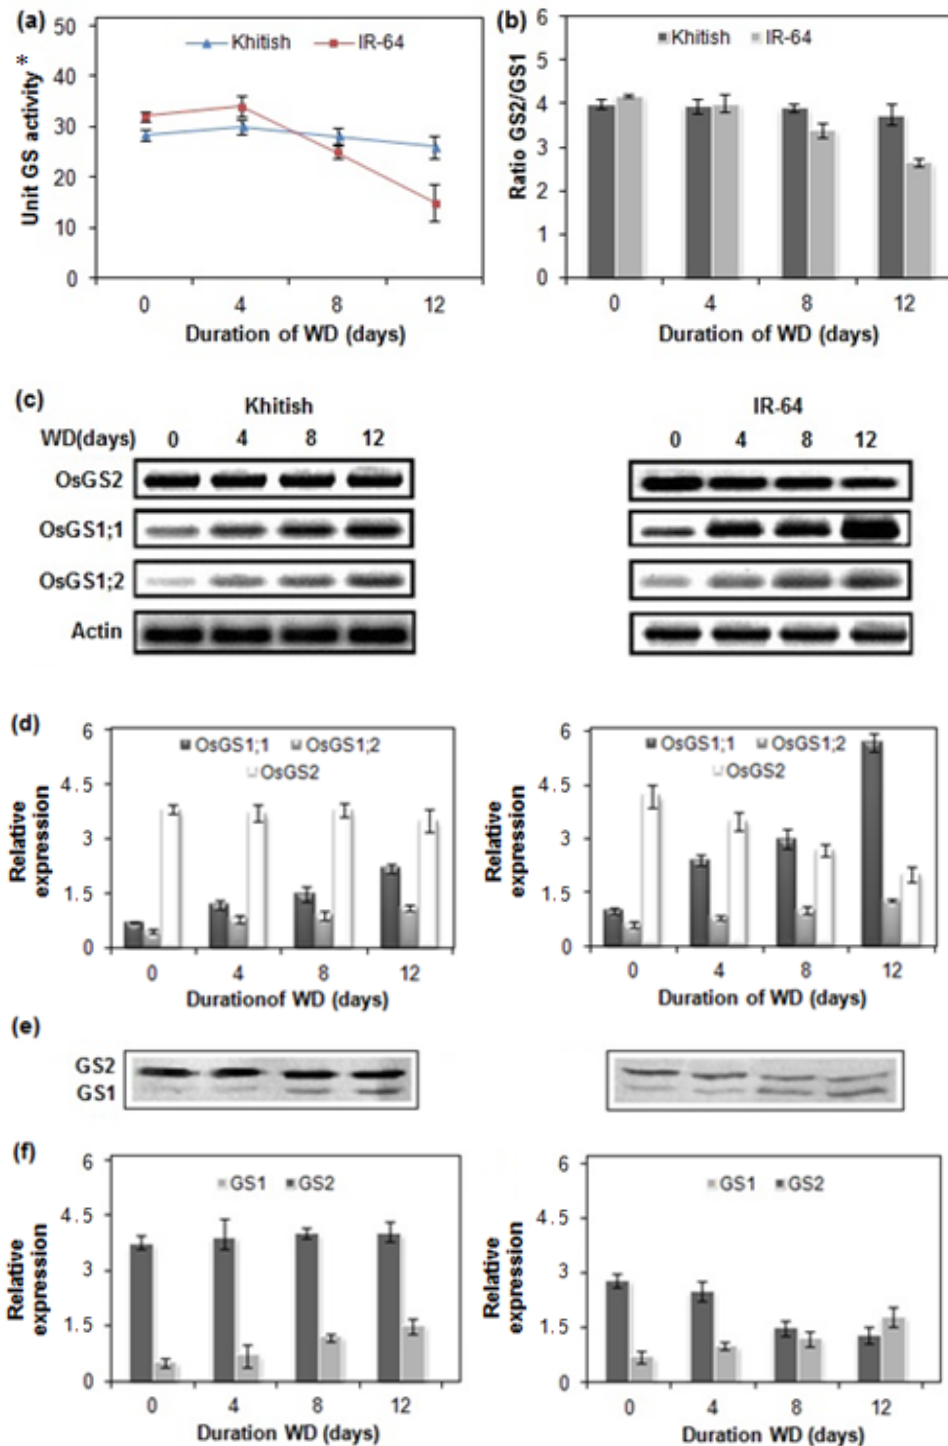 (a)
50
40
30
20
10
0
Khitish IR-64
Unit GS activity*
0 4 8 12
Duration of WD (days)
(b)
6
5
4
3
2
1
0
Khitish IR-64
Ratio GS2/GS1
0 4 8 12
Duration of WD (days)
(c)
Khitish
WD(days) 0 4 8 12
OsGS2
OsGS1;1
OsGS1;2
Actin
IR-64
0 4 8 12
(d)
6
4.5
3
1.5
0
OsGS1;1 OsGS1;2
OsGS2
Relative
expression
0 4 8 12
Durationof WD (days)
6
4.5
3
1.5
0
OsGS1;1 OsGS1;2
OsGS2
Relative
expression
0 4 8 12
Duration of WD (days)
(e)
GS2
GS1
(f)
6
4.5
3
1.5
0
GS1 GS2
Relative
expression
0 4 8 12
Duration WD (days)
6
4.5
3
1.5
0
GS1 GS2
Relative
expression
0 4 8 12
Duration WD (days)